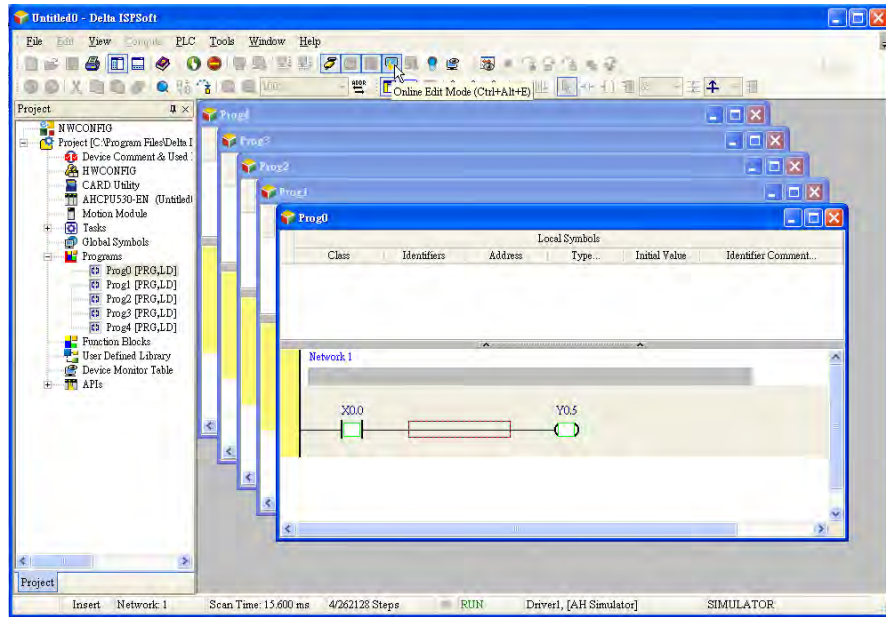 Untitled0 - Delta ISPSoft
File Edit View Compile PLC Tools Window Help
Online Edit Mode (Ctrl+Alt+E)
Project
NWCONFIG
Project [C:\Program Files\Delta I
Device Comment & Used
HWCONFIG
CARD Utility
AHCPU530-EN (Untitled
Motion Module
Tasks
Global Symbols
Programs
Prog0 [PRG,LD]
Prog1 [PRG,LD]
Prog2 [PRG,LD]
Prog3 [PRG,LD]
Prog4 [PRG,LD]
Function Blocks
User Defined Library
Device Monitor Table
APIs
Project
Prog4
Prog3
Prog2
Prog1
Prog0
Local Symbols
Class Identifiers Address Type... Initial Value Identifier Comment...
Network 1
X0.0 Y0.5
Insert Network: 1 Scan Time: 15.600 ms 4/262128 Steps RUN Driver1, [AH Simulator] SIMULATOR